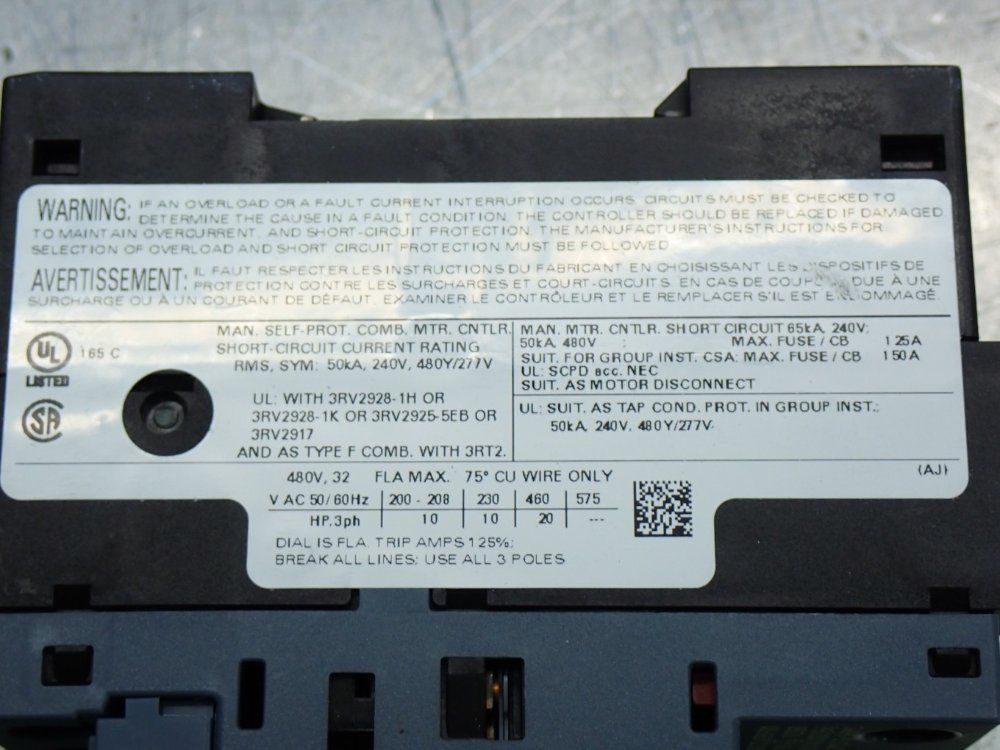 WARNING: IF AN OVERLOAD OR A FAULT CURRENT INTERRUPTION OCCURS, CIRCUITS MUST BE CHECKED TO
DETERMINE THE CAUSE IN A FAULT CONDITION. THE CONTROLLER SHOULD BE REPLACED IF DAMAGED
TO MAINTAIN OVERCURRENT, AND SHORT-CIRCUIT PROTECTION. THE MANUFACTURER'S INSTRUCTIONS FOR
SELECTION OF OVERLOAD AND SHORT CIRCUIT PROTECTION MUST BE FOLLOWED
AVERTISSEMENT: IL FAUT RESPECTER LES INSTRUCTIONS DU FABRICANT EN CHOISISSANT LES DISPOSITIFS DE
PROTECTION CONTRE LES SURCHARGES ET COURT-CIRCUITS. EN CAS DE COUPURE DUE À UNE
SURCHARGE OU À UN COURANT DE DÉFAUT, EXAMINER LE CONTRÔLEUR ET LE REMPLACER S'IL EST ENDOMMAGÉ.
UL
LISTED
165 C
SA
MAN. SELF-PROT. COMB. MTR. CNTLR.
SHORT-CIRCUIT CURRENT RATING
RMS, SYM: 50kA, 240V, 480Y/277V
UL: WITH 3RV2928-1H OR
3RV2928-1K OR 3RV2925-5EB OR
3RV2917
AND AS TYPE F COMB. WITH 3RT2.
MAN. MTR. CNTLR. SHORT CIRCUIT 65kA, 240V;
50kA, 480V : MAX. FUSE / CB 125A
SUIT. FOR GROUP INST. CSA: MAX. FUSE / CB 150A
UL: SCPD acc. NEC
SUIT. AS MOTOR DISCONNECT
UL: SUIT. AS TAP COND. PROT. IN GROUP INST.:
50kA, 240V, 480Y/277V
480V, 32 FLA MAX. 75° CU WIRE ONLY
(AJ)
V AC 50/60Hz 200 - 208 230 460 575
HP,3ph 10 10 20 ---
DIAL IS FLA. TRIP AMPS 125%;
BREAK ALL LINES; USE ALL 3 POLES